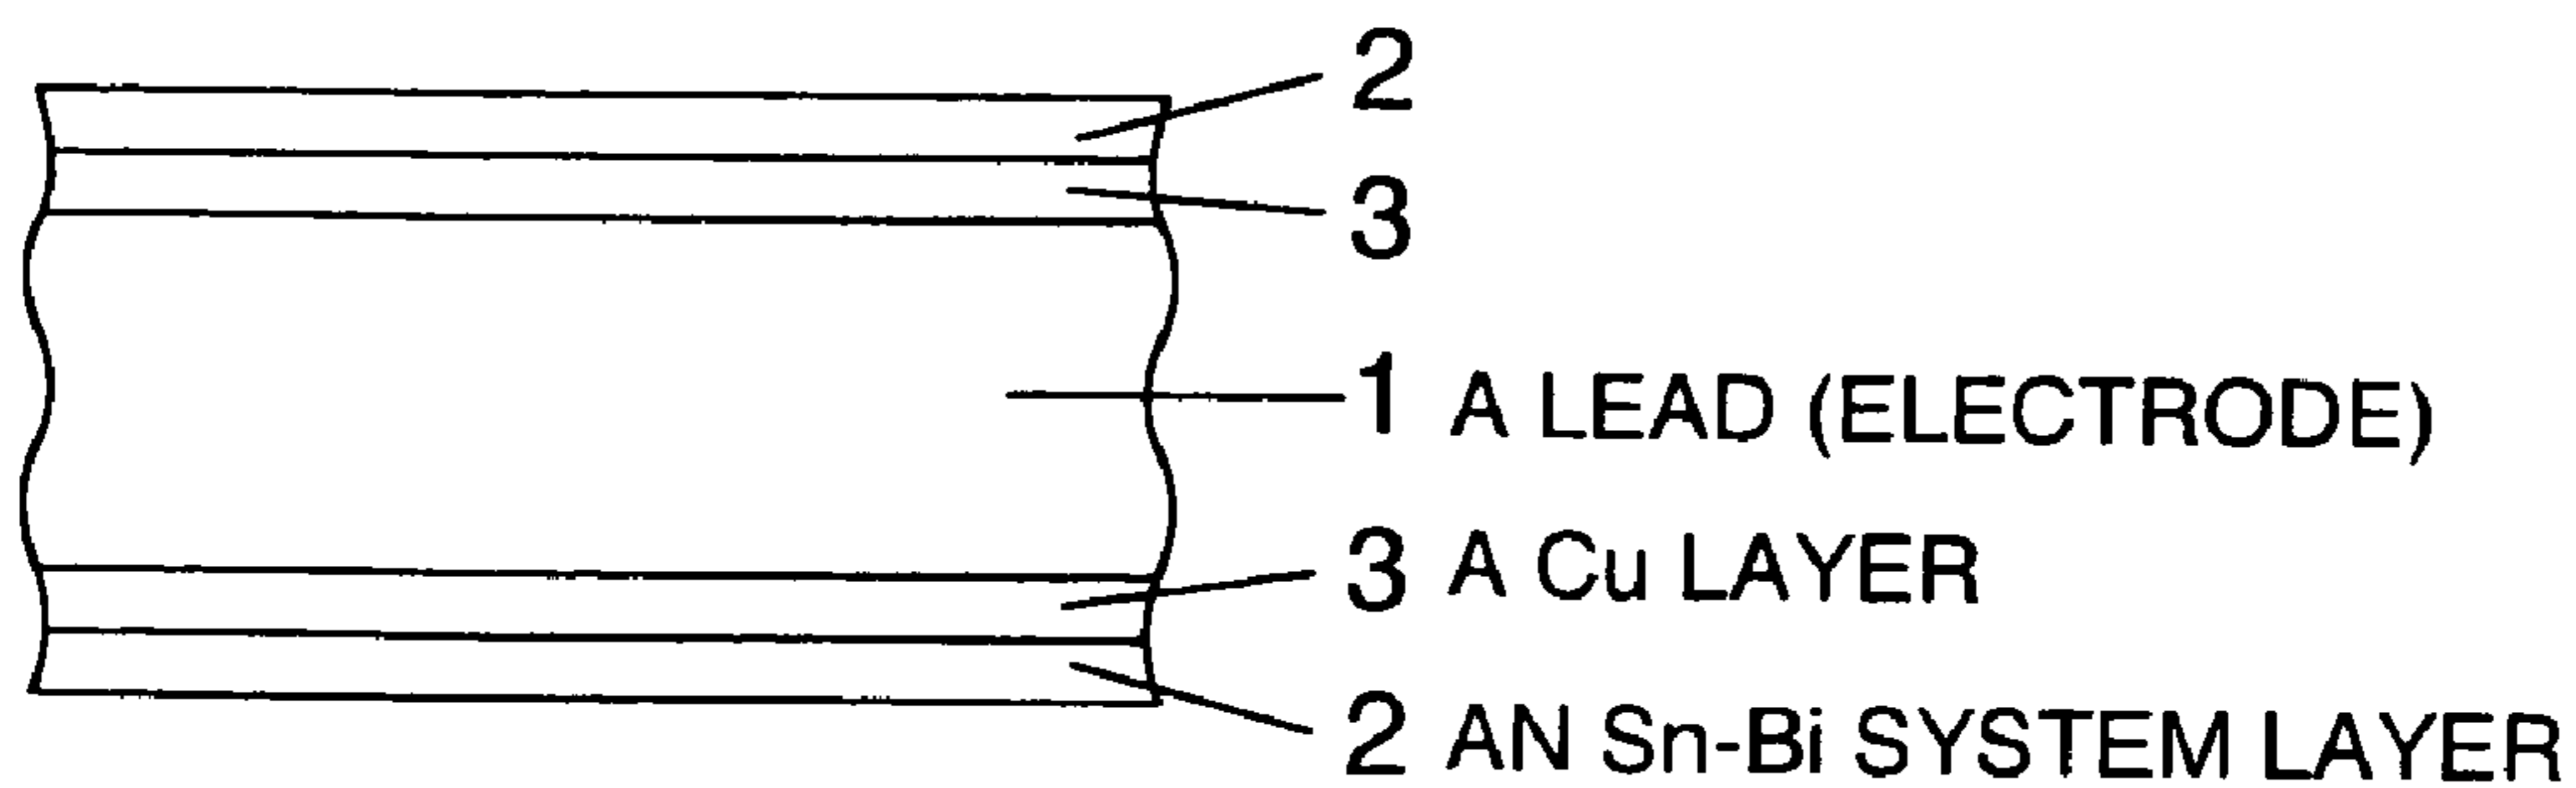 2
3
1 A LEAD (ELECTRODE)
3 A Cu LAYER
2 AN Sn-Bi SYSTEM LAYER